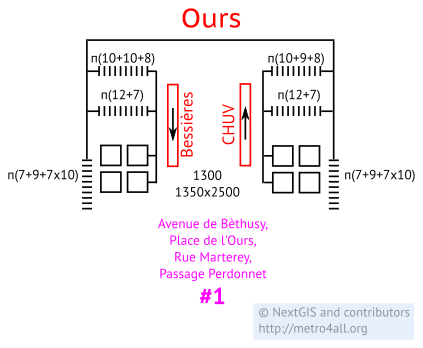 Ours
п(10+10+8)
п(10+9+8)
п(12+7)
п(12+7)
Bessières
CHUV
п(7+9+7x10)
1300
п(7+9+7x10)
1350x2500
Avenue de Bèthusy,
Place de l'Ours,
Rue Marterey,
Passage Perdonnet
#1
© NextGIS and contributors
http://metro4all.org